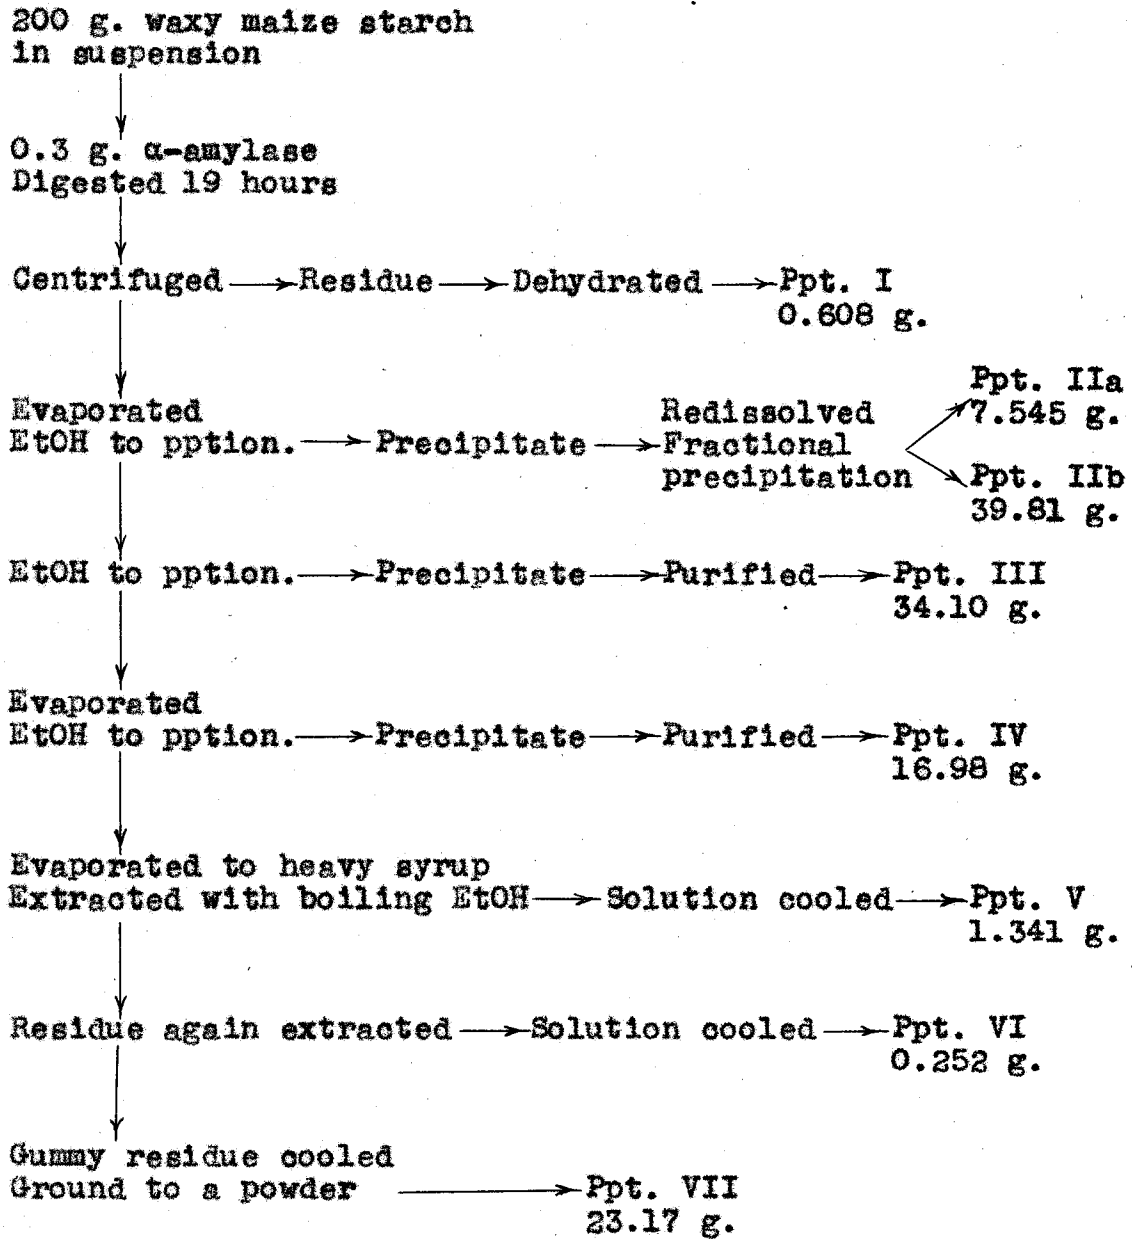 200 g. waxy maize starch
in suspension
0.3 g. α-amylase
Digested 19 hours
Centrifuged Residue Dehydrated Ppt. I
0.608 g.
Ppt. IIa
Evaporated Redissolved 7.545 g.
EtOH to pption. Precipitate Fractional
precipitation Ppt. IIb
39.81 g.
EtOH to pption. Precipitate Purified Ppt. III
34.10 g.
Evaporated
EtOH to pption. Precipitate Purified Ppt. IV
16.98 g.
Evaporated to heavy syrup
Extracted with boiling EtOH Solution cooled Ppt. V
1.341 g.
Residue again extracted Solution cooled Ppt. VI
0.252 g.
Gummy residue cooled
Ground to a powder Ppt. VII
23.17 g.